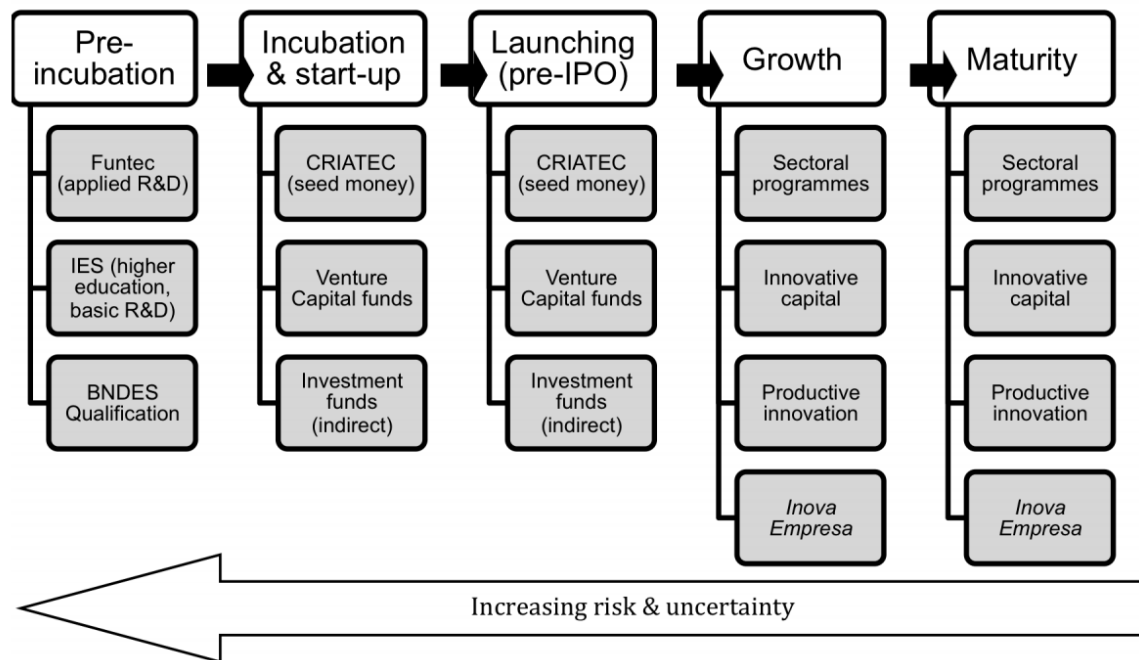 Pre-
incubation
Incubation
& start-up
Launching
(pre-IPO)
Growth
Maturity
Funtec
(applied R&D)
CRIATEC
(seed money)
CRIATEC
(seed money)
Sectoral
programmes
Sectoral
programmes
IES (higher
education,
basic R&D)
Venture
Capital funds
Venture
Capital funds
Innovative
capital
Innovative
capital
BNDES
Qualification
Investment
funds
(indirect)
Investment
funds
(indirect)
Productive
innovation
Productive
innovation
Inova
Empresa
Inova
Empresa
Increasing risk & uncertainty